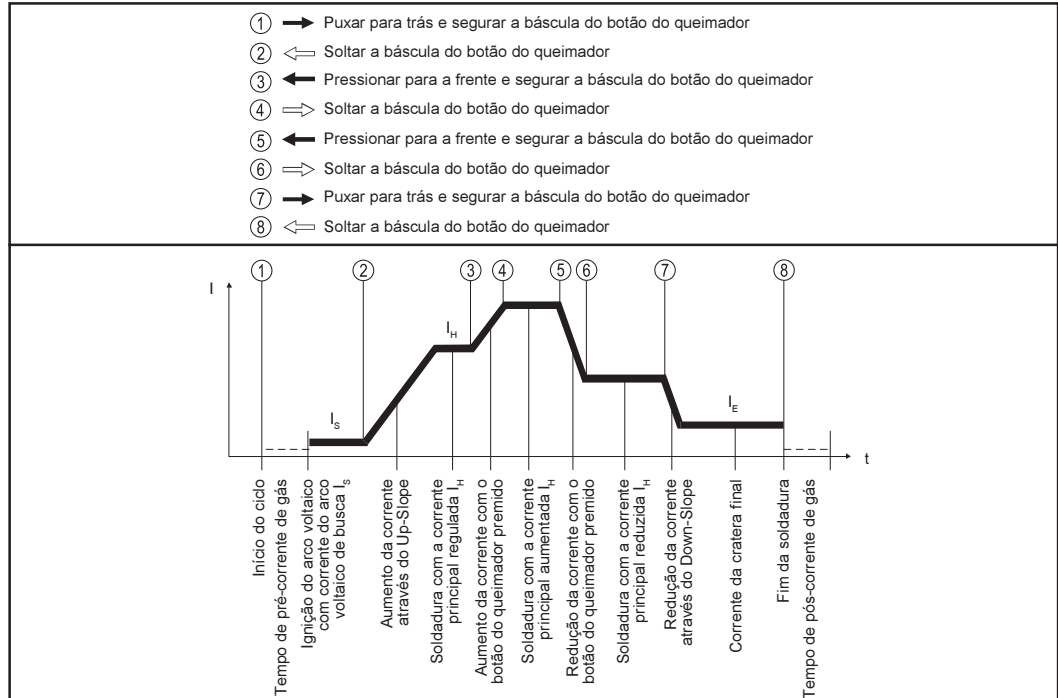 1 Puxar para trás e segurar a báscula do botão do queimador
2 Soltar a báscula do botão do queimador
3 Pressionar para a frente e segurar a báscula do botão do queimador
4 Soltar a báscula do botão do queimador
5 Pressionar para a frente e segurar a báscula do botão do queimador
6 Soltar a báscula do botão do queimador
7 Puxar para trás e segurar a báscula do botão do queimador
8 Soltar a báscula do botão do queimador
1 2 3 4 5 6 7 8
I
I_H
I_S
I_E
t
Início do ciclo
Tempo de pré-corrente de gás
Ignição do arco voltaico
com corrente do arco
voltaico de busca I_S
Aumento da corrente
através do Up-Slope
Soldadura com a corrente
principal regulada I_H
Aumento da corrente com o
botão do queimador premido
Soldadura com a corrente
principal aumentada I_H
Redução da corrente com o
botão do queimador premido
Soldadura com a corrente
principal reduzida I_H
Redução da corrente
através do Down-Slope
Corrente da cratera final
Fim da soldadura
Tempo de pós-corrente de gás